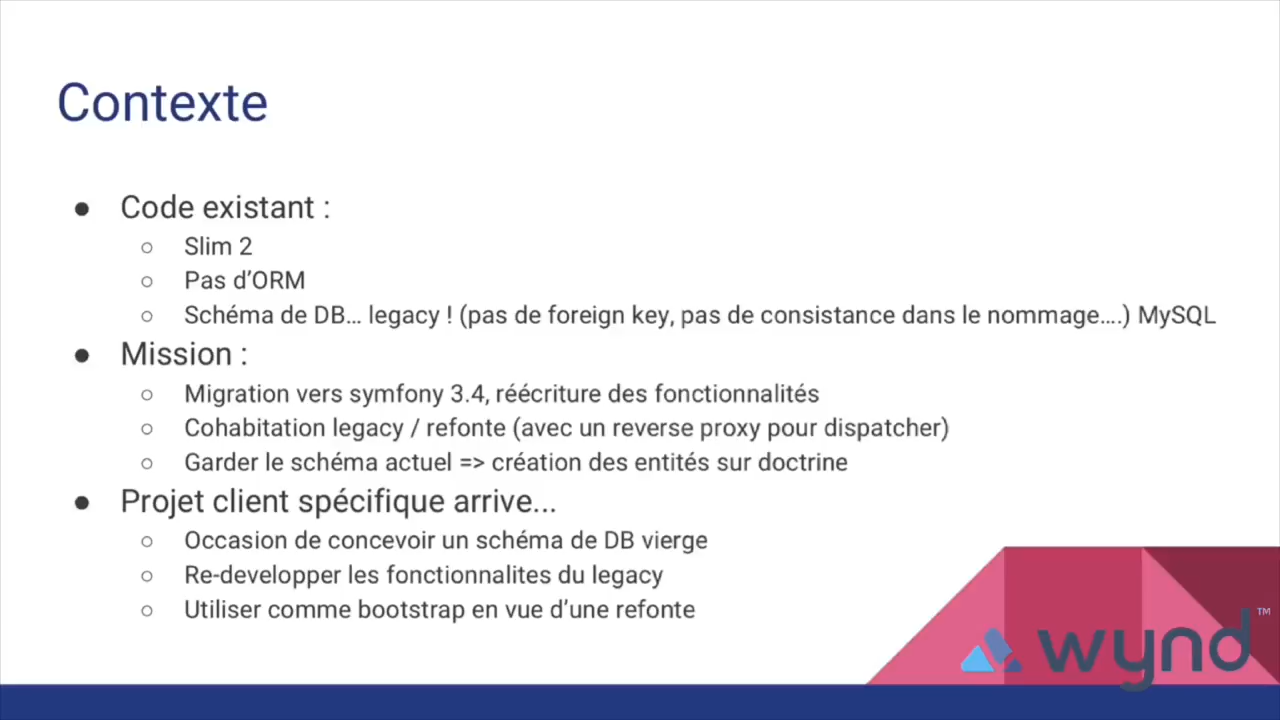 Contexte
● Code existant :
○ Slim 2
○ Pas d’ORM
○ Schéma de DB... legacy ! (pas de foreign key, pas de consistance dans le nommage....) MySQL
● Mission :
○ Migration vers symfony 3.4, réécriture des fonctionnalités
○ Cohabitation legacy / refonte (avec un reverse proxy pour dispatcher)
○ Garder le schéma actuel => création des entités sur doctrine
● Projet client spécifique arrive...
○ Occasion de concevoir un schéma de DB vierge
○ Re-developper les fonctionnalites du legacy
○ Utiliser comme bootstrap en vue d’une refonte
wynd™